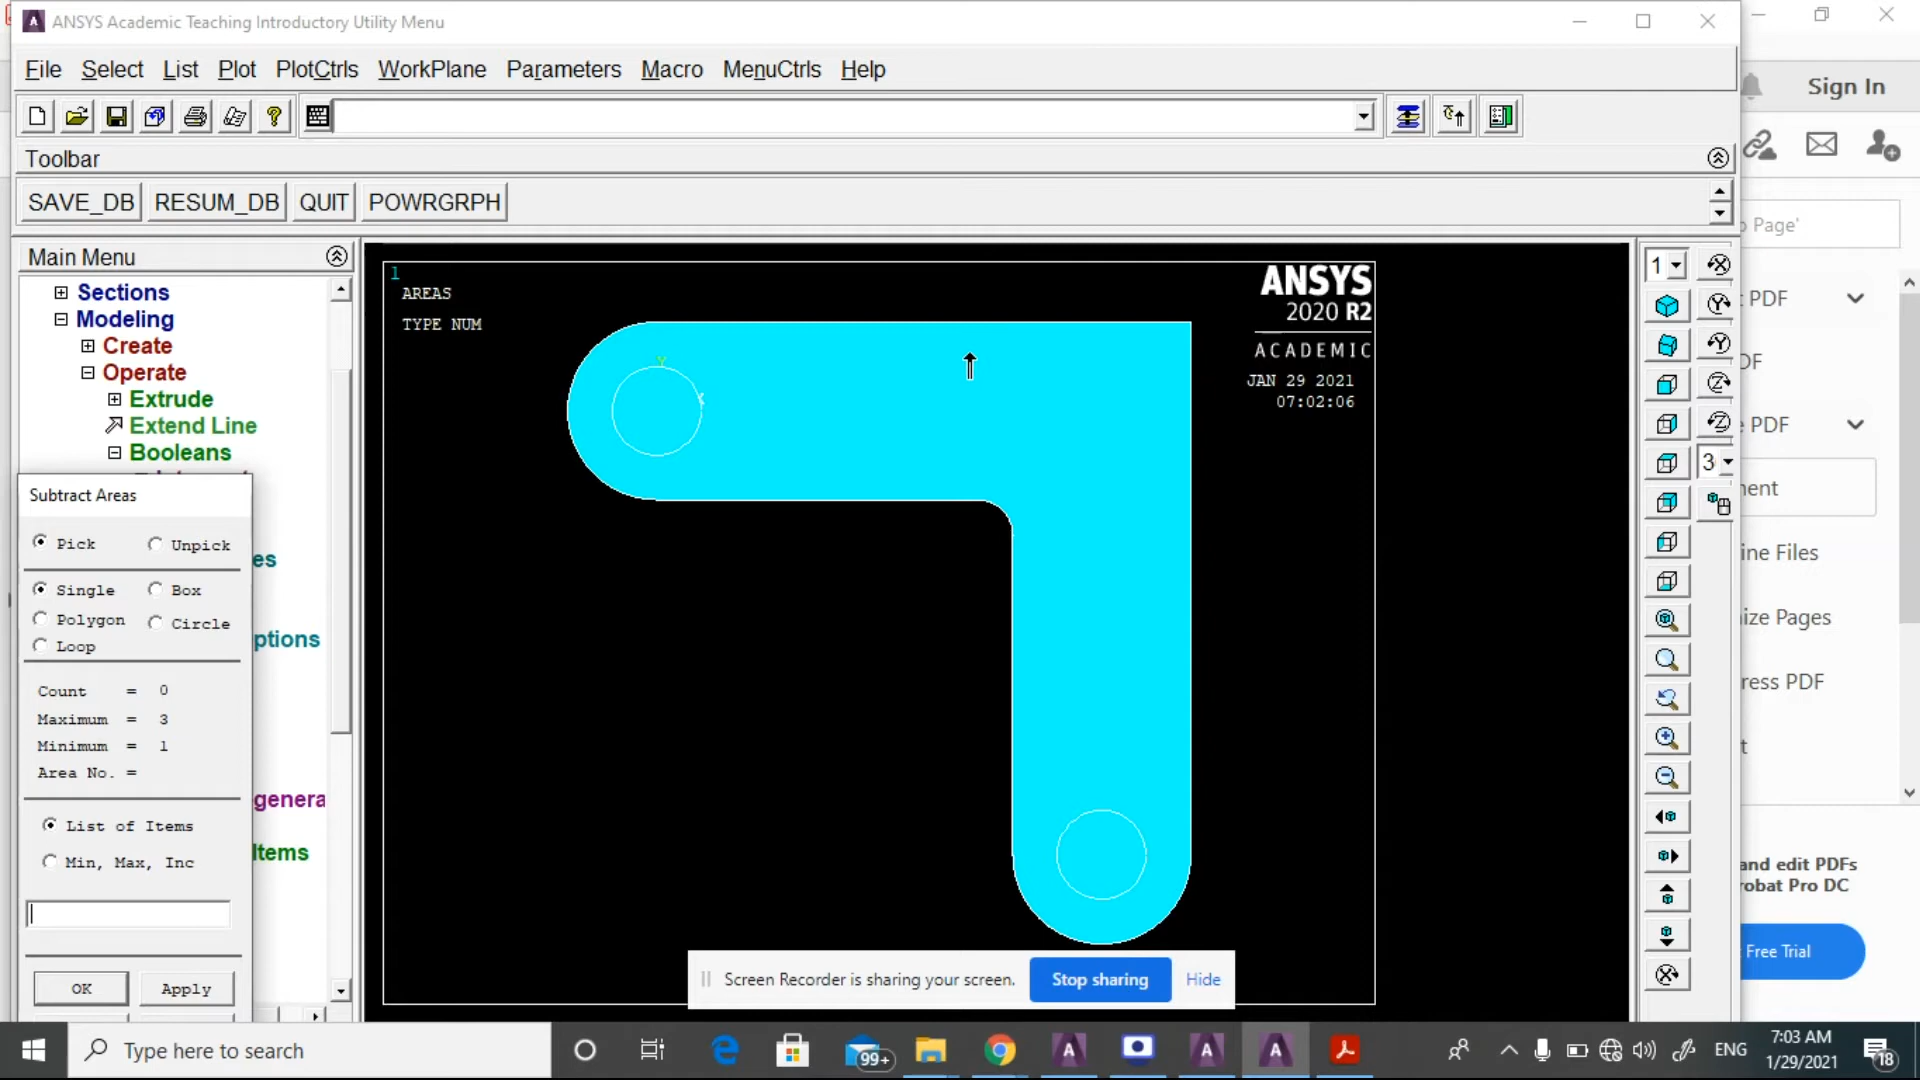 ANSYS Academic Teaching Introductory Utility Menu
File Select List Plot PlotCtrls WorkPlane Parameters Macro MenuCtrls Help
Sign In
Toolbar
SAVE_DB RESUM_DB QUIT POWRGRPH
p Page'
Main Menu
Sections
Modeling
Create
Operate
Extrude
Extend Line
Booleans
es
ptions
genera
Items
Subtract Areas
Pick Unpick
Single Box
Polygon Circle
Loop
Count = 0
Maximum = 3
Minimum = 1
Area No. =
List of Items
Min, Max, Inc
OK Apply
1
AREAS
TYPE NUM
Y
X
ANSYS
2020 R2
ACADEMIC
JAN 29 2021
07:02:06
1
3
PDF
DF
e PDF
ment
ine Files
ize Pages
ress PDF
t
and edit PDFs
robat Pro DC
Free Trial
Screen Recorder is sharing your screen. Stop sharing Hide
Type here to search
99+
ENG
7:03 AM
1/29/2021
18